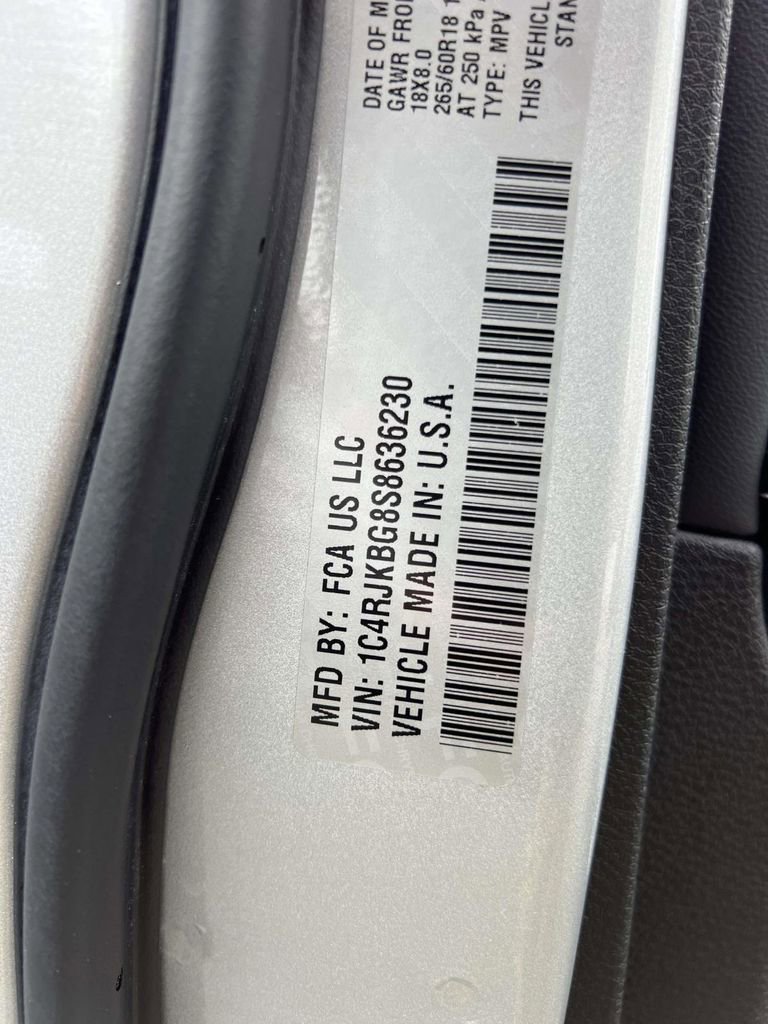 MFD BY: FCA US LLC
VIN: 1C4RJKBG8S8636230
VEHICLE MADE IN: U.S.A.
DATE OF M
GAWR FRO
18X8.0
265/60R18 1
AT 250 kPa
TYPE: MPV
THIS VEHICL
STAN